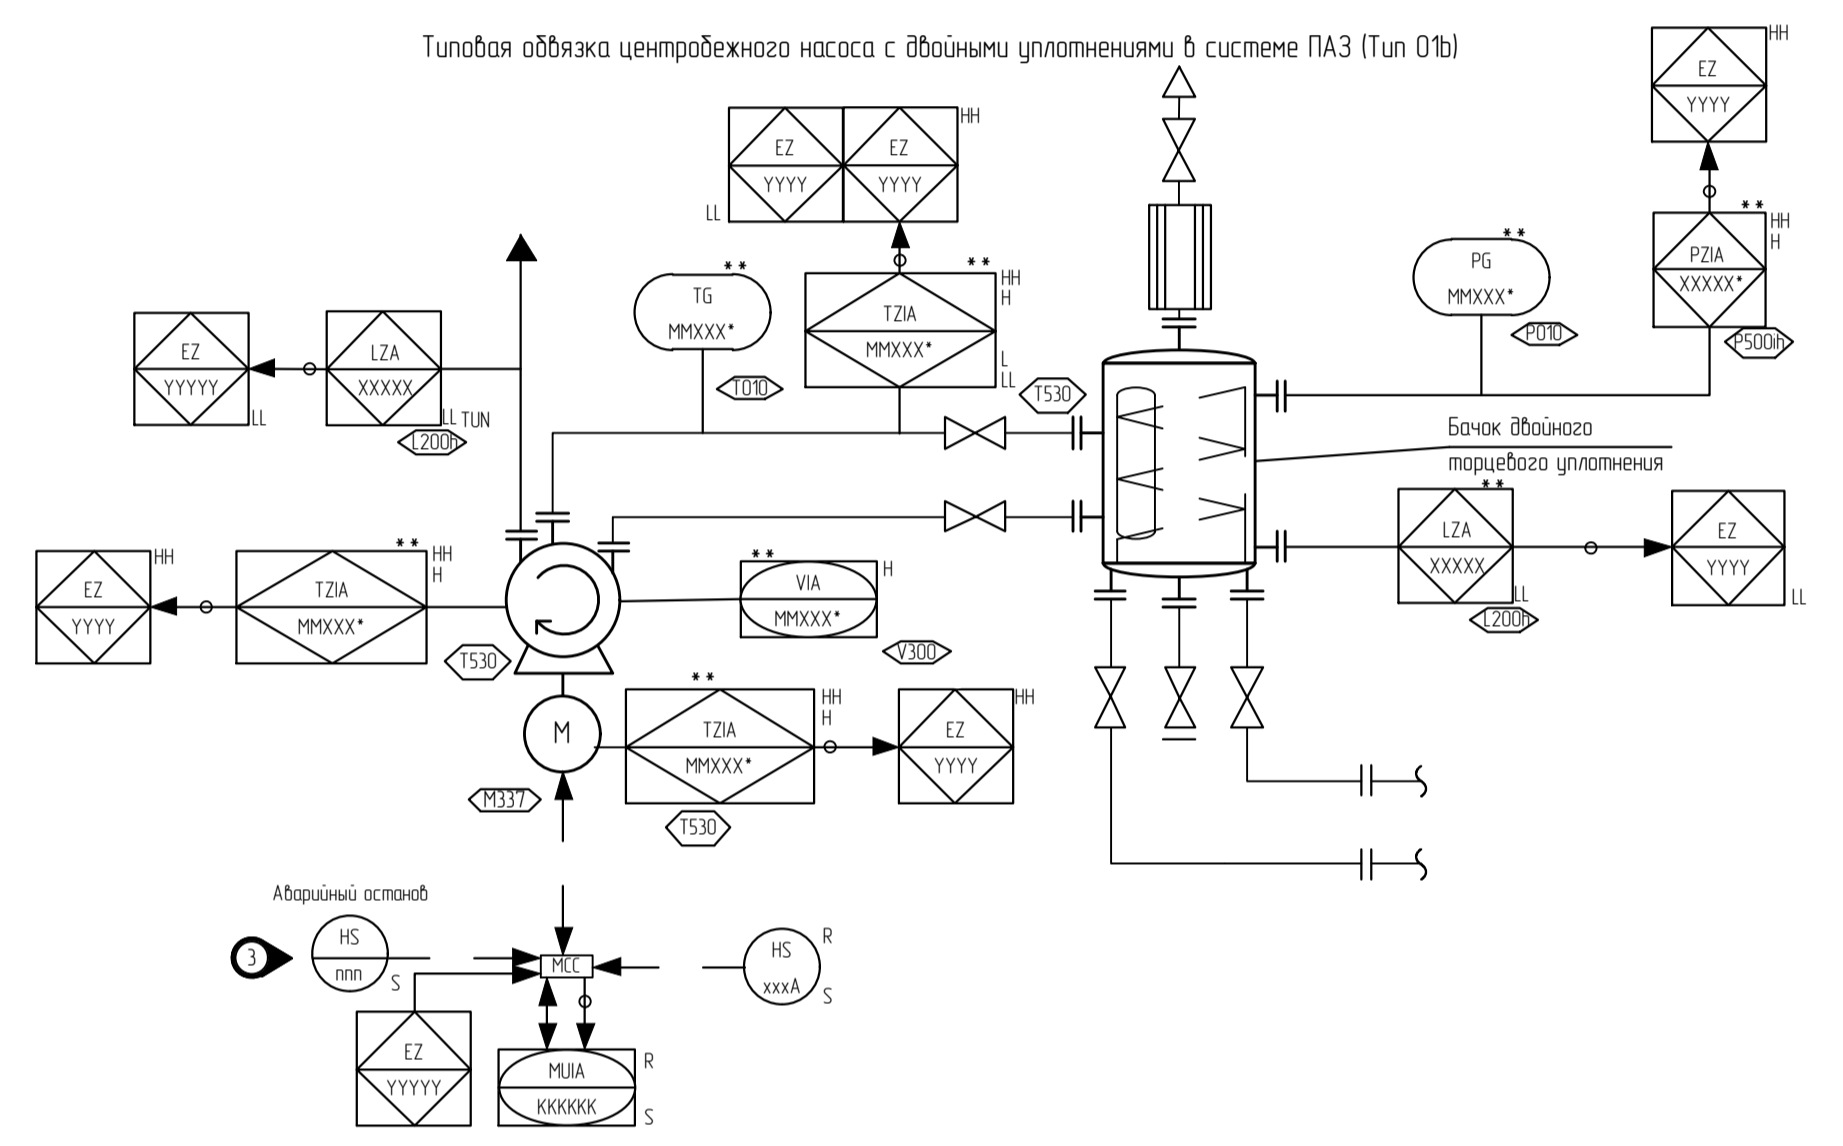 Типовая обвязка центробежного насоса с двойными уплотнениями в системе ПАЗ (Тип 01b)
EZ
YYYY
HH
EZ
YYYY
EZ
YYYY
HH
LL
**
PZIA
XXXXX*
HH
H
P500ih
**
PG
MMXXX*
P010
**
TG
MMXXX*
T010
**
TZIA
MMXXX*
HH
H
L
LL
T530
EZ
YYYYY
LL
LZA
XXXXX
LL TUN
L200h
Бачок двойного
торцевого уплотнения
**
LZA
XXXXX
LL
L200h
EZ
YYYY
LL
EZ
YYYY
HH
**
TZIA
MMXXX*
HH
H
T530
**
VIA
MMXXX*
H
V300
M
M337
**
TZIA
MMXXX*
HH
H
T530
EZ
YYYY
HH
Аварийный останов
3
HS
ппп
S
MCC
HS
xxxA
R
S
EZ
YYYYY
MUIA
KKKKKK
R
S